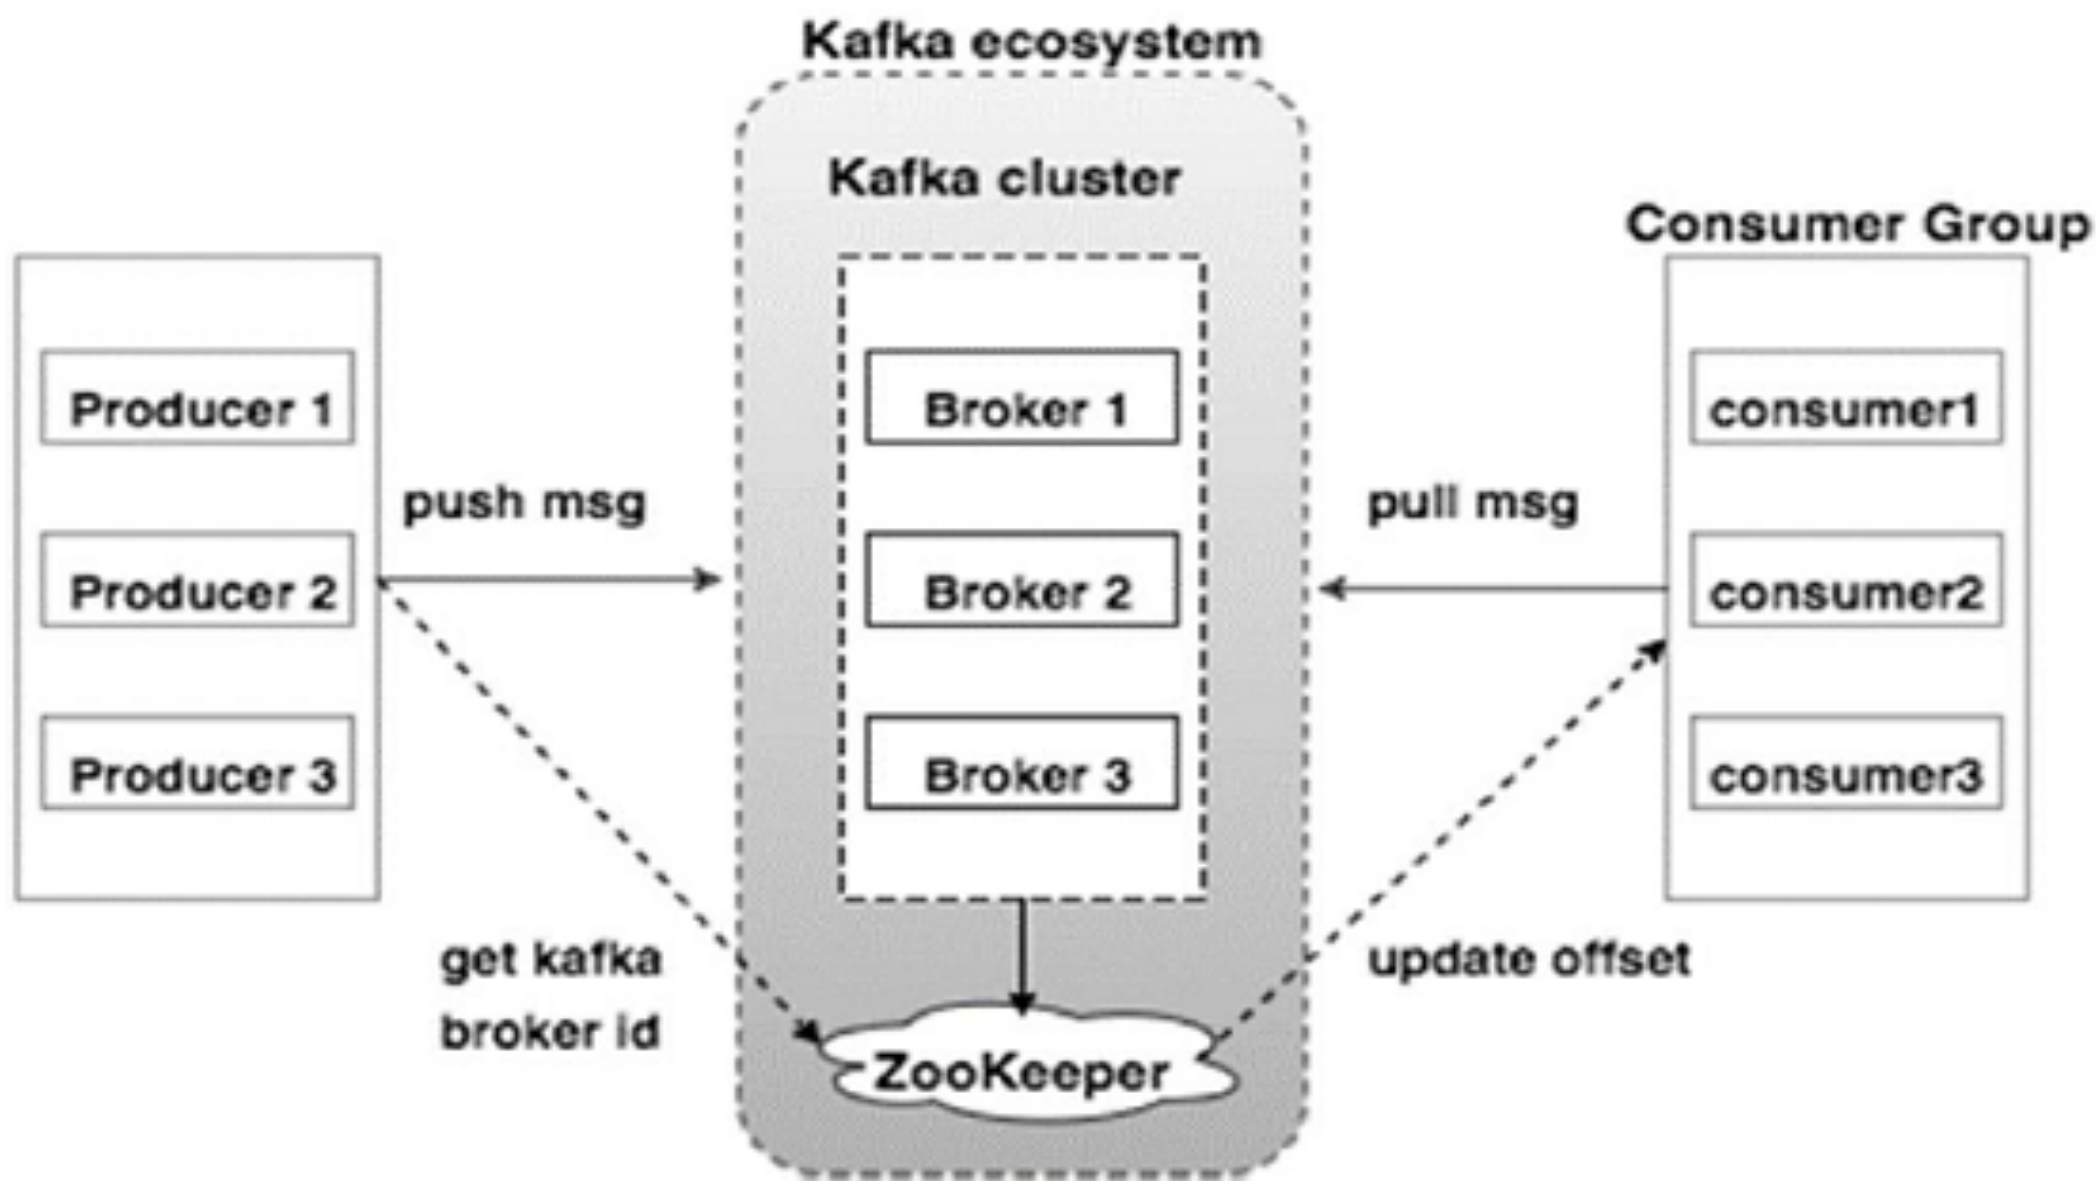 Kafka ecosystem
Kafka cluster
Consumer Group
Producer 1
Broker 1
consumer1
push msg
pull msg
Producer 2
Broker 2
consumer2
Producer 3
Broker 3
consumer3
get kafka
broker id
update offset
ZooKeeper